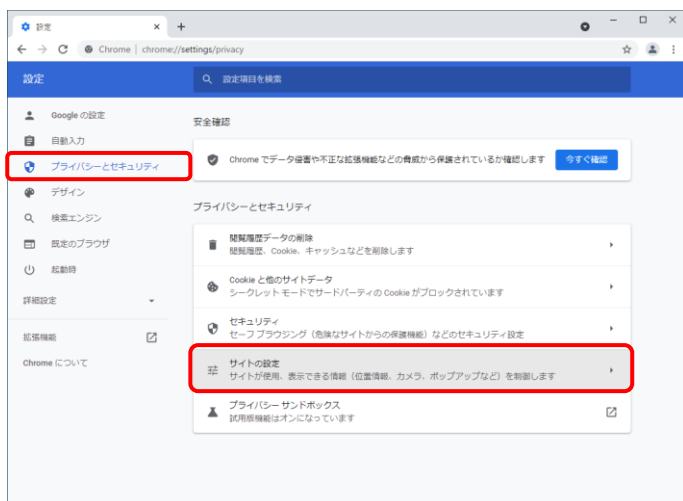 設定
Chrome | chrome://settings/privacy
設定
設定項目を検索
Google の設定
自動入力
プライバシーとセキュリティ
デザイン
検索エンジン
既定のブラウザ
起動時
詳細設定
拡張機能
Chrome について
安全確認
Chrome でデータ侵害や不正な拡張機能などの脅威から保護されているか確認します
今すぐ確認
プライバシーとセキュリティ
閲覧履歴データの削除
閲覧履歴、Cookie、キャッシュなどを削除します
Cookie と他のサイトデータ
シークレット モードでサードパーティの Cookie がブロックされています
セキュリティ
セーフ ブラウジング（危険なサイトからの保護機能）などのセキュリティ設定
サイトの設定
サイトが使用、表示できる情報（位置情報、カメラ、ポップアップなど）を制御します
プライバシー サンドボックス
試用版機能はオンになっています